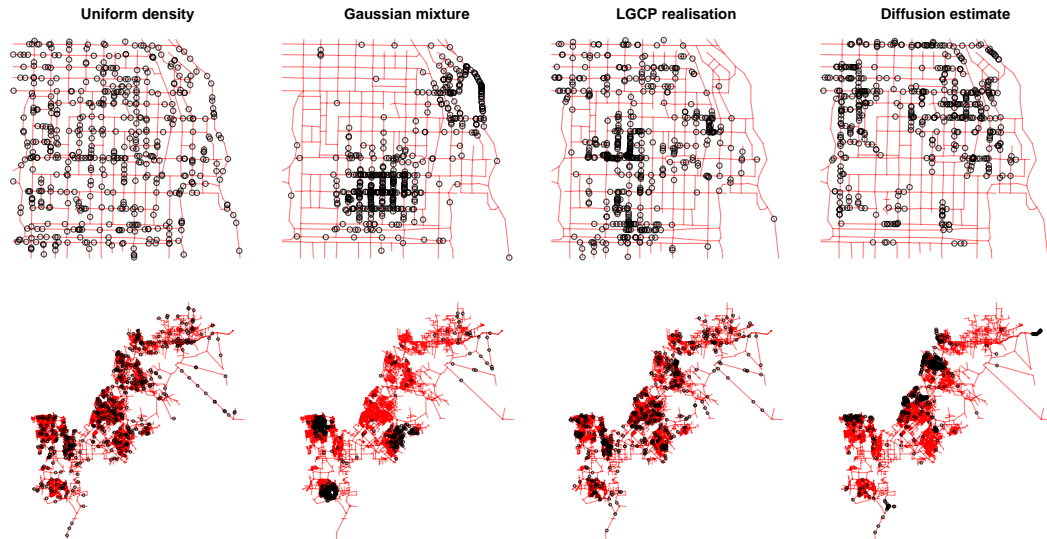 Uniform density
Gaussian mixture
LGCP realisation
Diffusion estimate